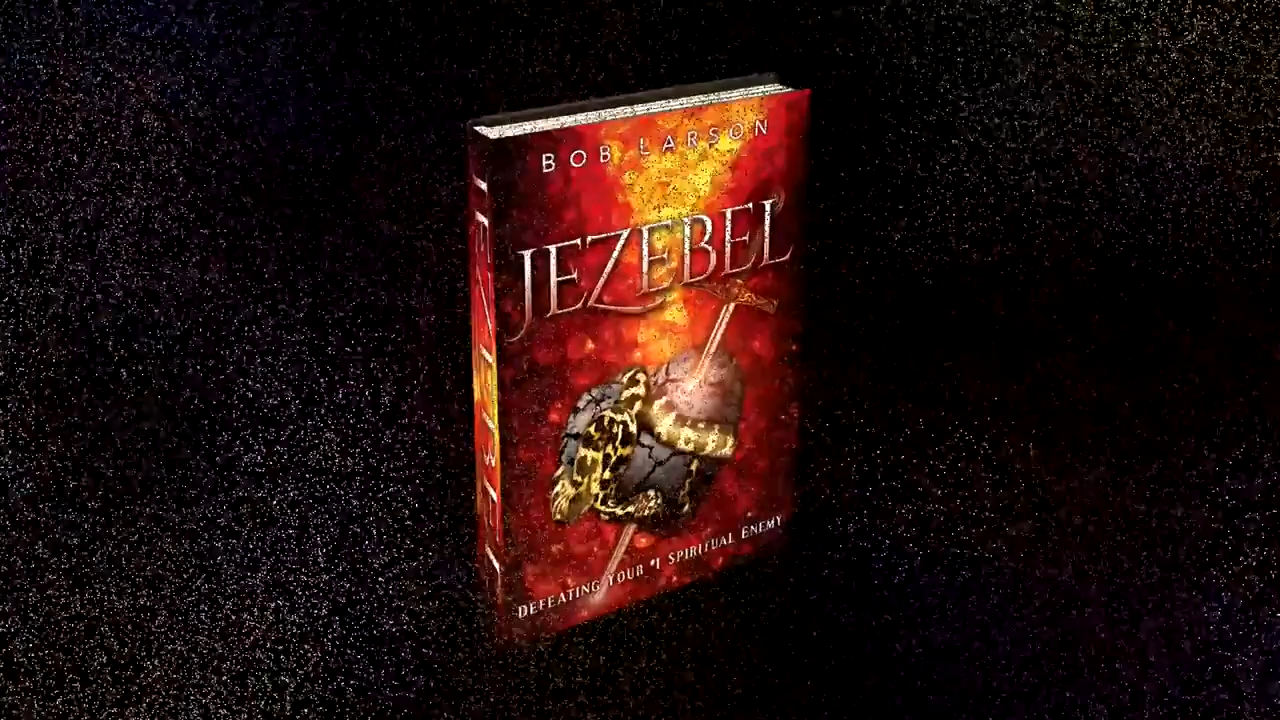 BOB LARSON
JEZEBEL
DEFEATING YOUR #1 SPIRITUAL ENEMY
JEZEBEL